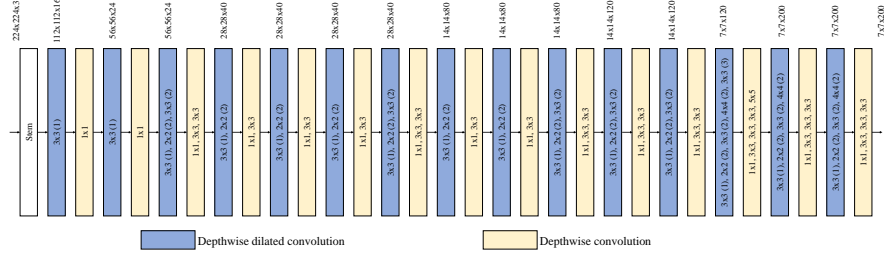 224x224x3
112x112x16
56x56x24
56x56x24
28x28x40
28x28x40
28x28x40
28x28x40
14x14x80
14x14x80
14x14x80
14x14x120
14x14x120
7x7x120
7x7x200
7x7x200
7x7x200
Stem
3x3 (1)
1x1
3x3 (1)
1x1
3x3 (1), 2x2 (2), 3x3 (2)
1x1, 3x3, 3x3
3x3 (1), 2x2 (2)
1x1, 3x3
3x3 (1), 2x2 (2)
1x1, 3x3
3x3 (1), 2x2 (2)
1x1, 3x3
3x3 (1), 2x2 (2), 3x3 (2)
1x1, 3x3, 3x3
3x3 (1), 2x2 (2)
1x1, 3x3
3x3 (1), 2x2 (2)
1x1, 3x3
3x3 (1), 2x2 (2), 3x3 (2)
1x1, 3x3, 3x3
3x3 (1), 2x2 (2), 3x3 (2)
1x1, 3x3, 3x3
3x3 (1), 2x2 (2), 3x3 (2)
1x1, 3x3, 3x3
3x3 (1), 2x2 (2), 3x3 (2), 4x4 (2), 3x3 (3)
1x1, 3x3, 3x3, 3x3, 5x5
3x3 (1), 2x2 (2), 3x3 (2), 4x4 (2)
1x1, 3x3, 3x3, 3x3
3x3 (1), 2x2 (2), 3x3 (2), 4x4 (2)
1x1, 3x3, 3x3, 3x3
Depthwise dilated convolution
Depthwise convolution